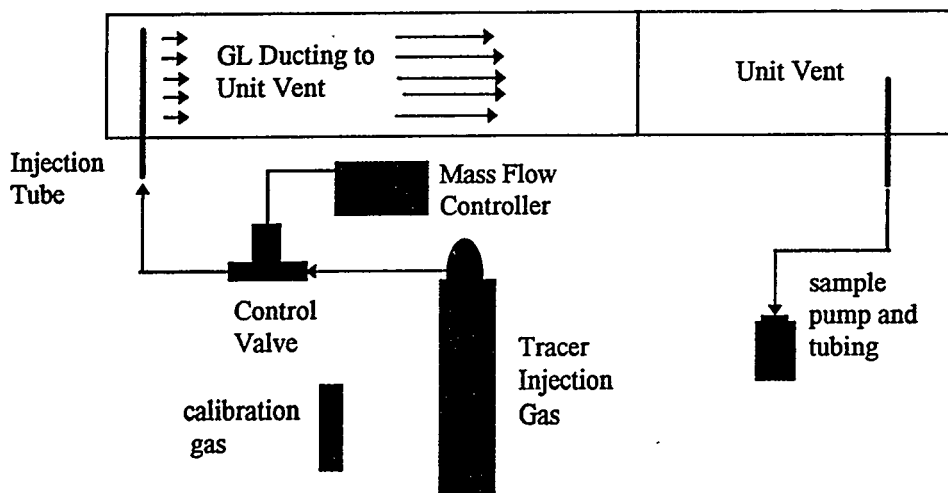 GL Ducting to
Unit Vent
Unit Vent
Injection
Tube
Mass Flow
Controller
Control
Valve
sample
pump and
tubing
Tracer
Injection
Gas
calibration
gas